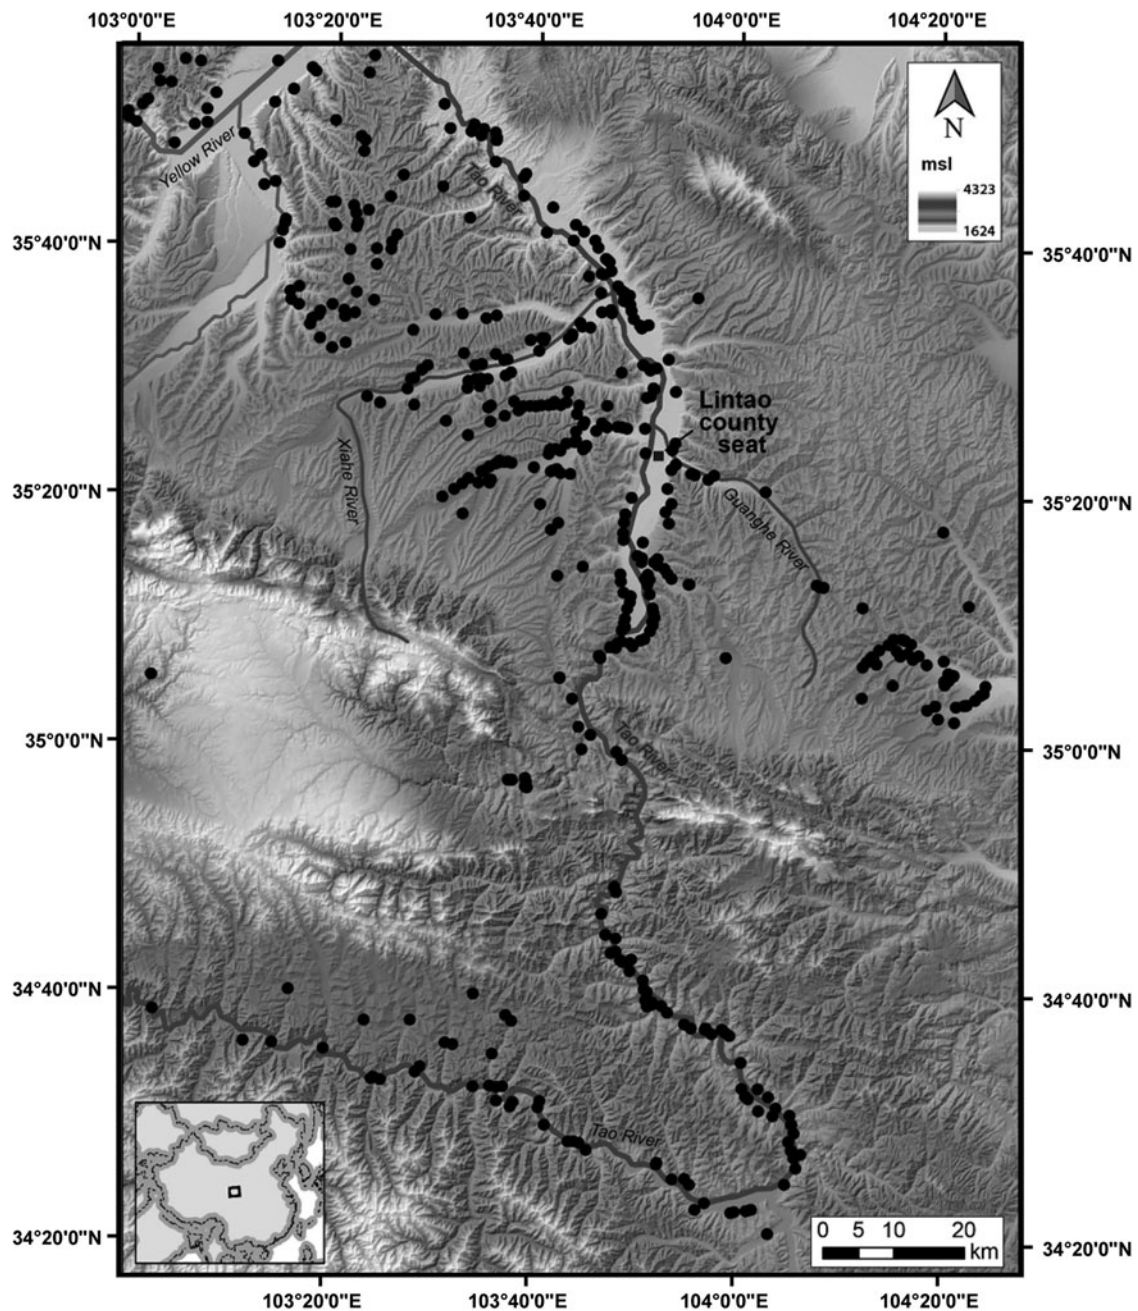 103°0'0"E 103°20'0"E 103°40'0"E 104°0'0"E 104°20'0"E
N
msl
4323
1624
Yellow River
Tao River
35°40'0"N 35°40'0"N
Lintao
county
seat
Xiahe River
35°20'0"N 35°20'0"N
Guanghe River
35°0'0"N 35°0'0"N
Tao River
34°40'0"N 34°40'0"N
Tao River
0 5 10 20
km
34°20'0"N 34°20'0"N
103°20'0"E 103°40'0"E 104°0'0"E 104°20'0"E